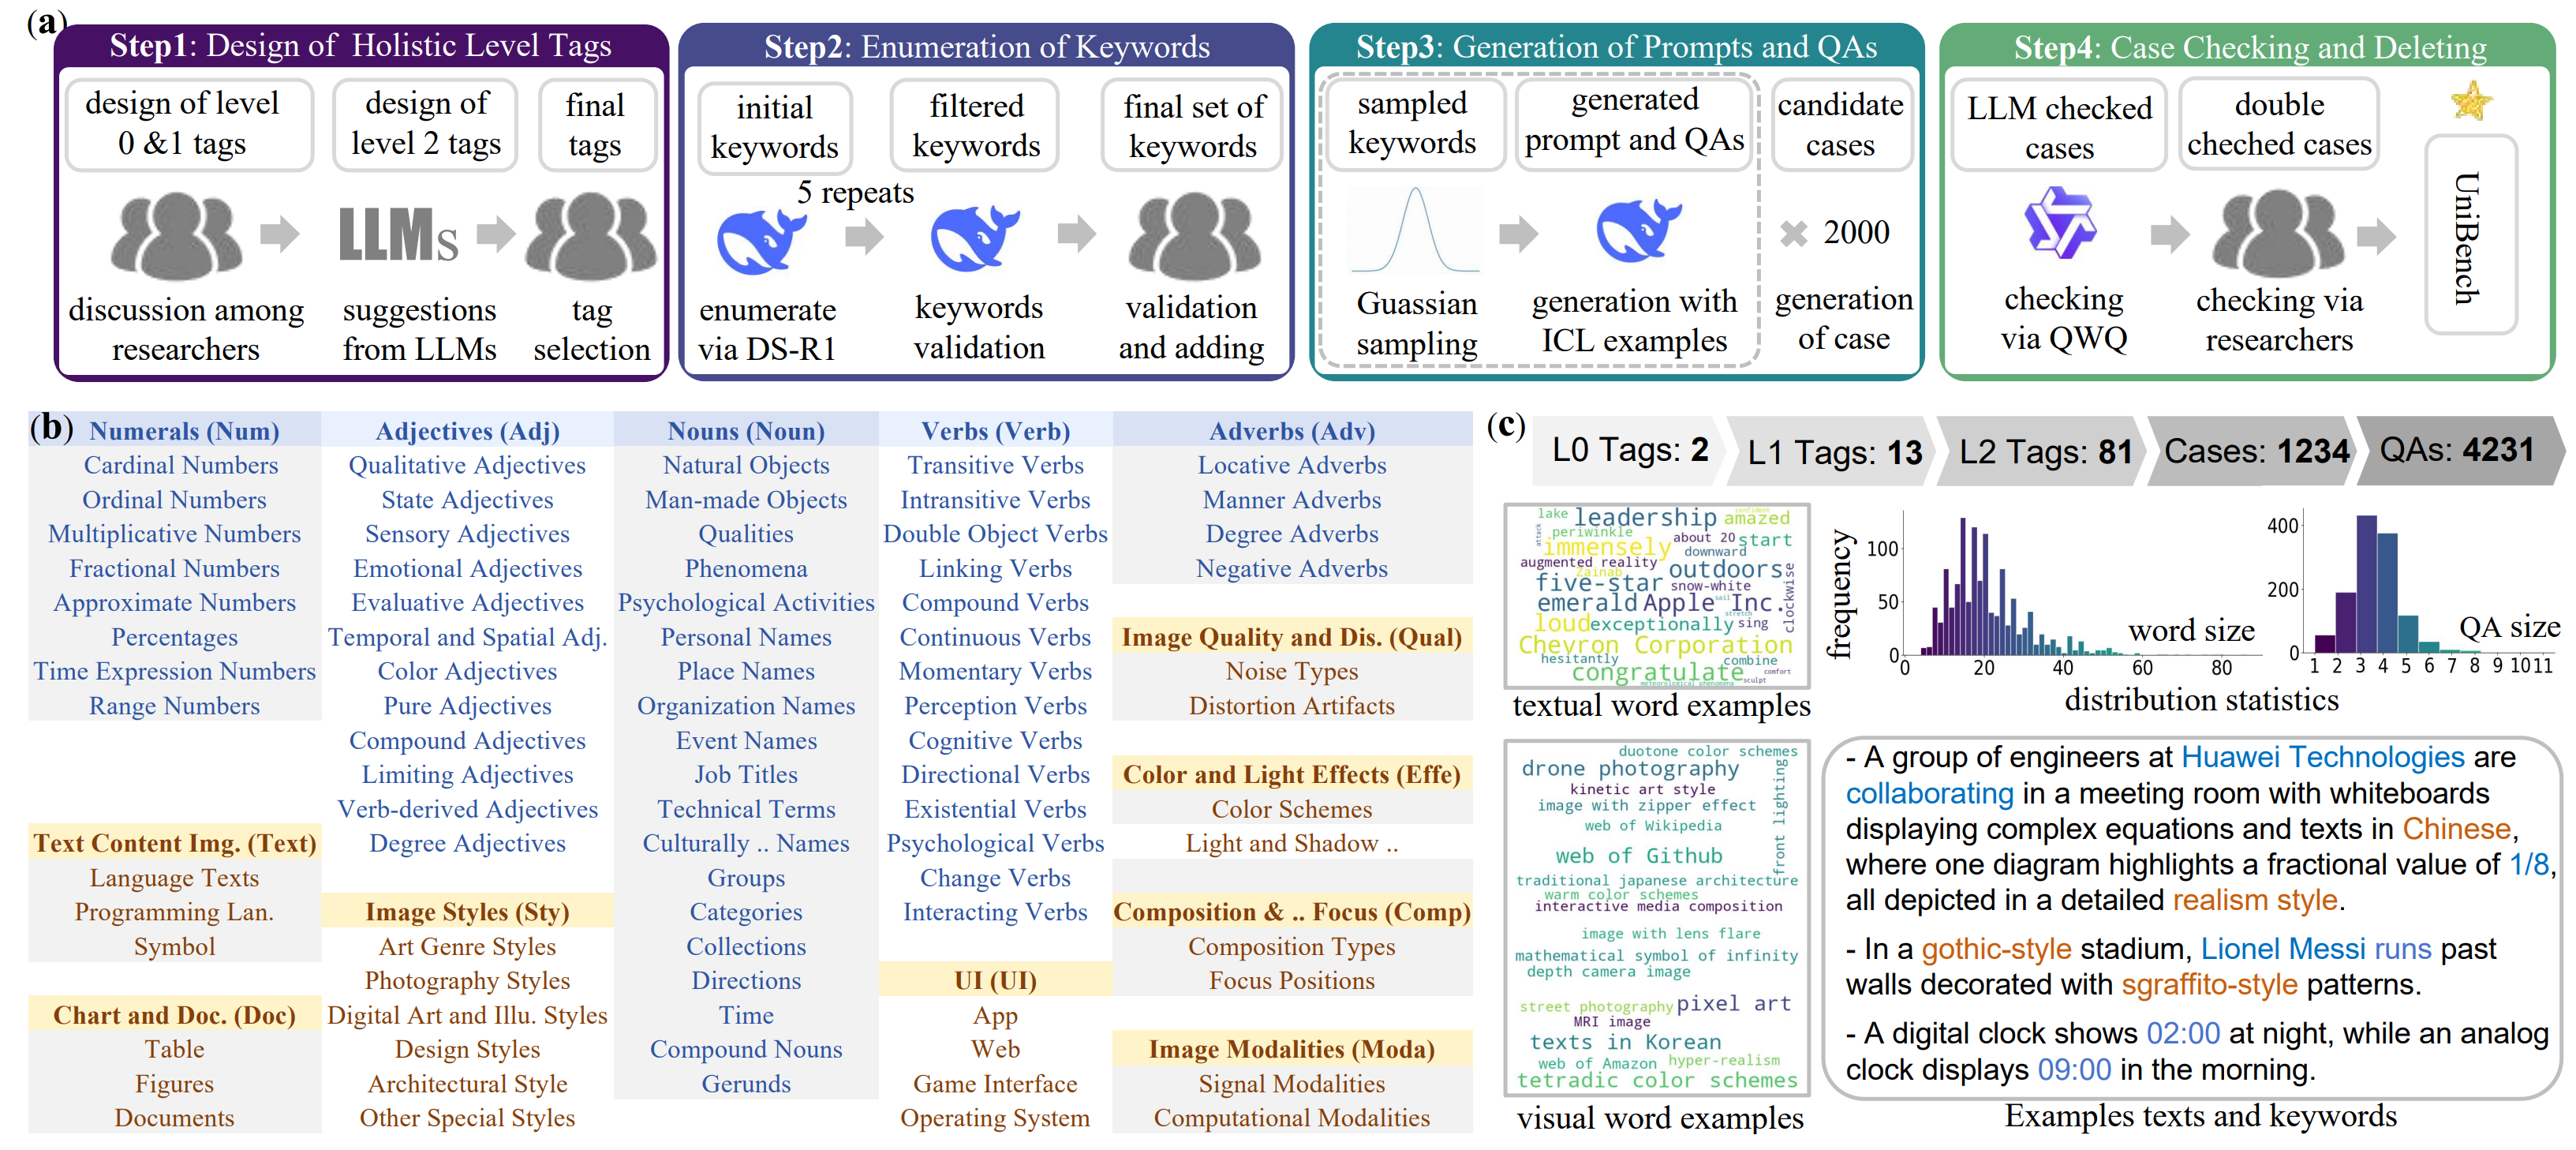 (a)
Step1: Design of Holistic Level Tags
design of level
0 &1 tags
design of
level 2 tags
final
tags
LLMs
discussion among
researchers
suggestions
from LLMs
tag
selection
Step2: Enumeration of Keywords
initial
keywords
filtered
keywords
final set of
keywords
5 repeats
enumerate
via DS-R1
keywords
validation
validation
and adding
Step3: Generation of Prompts and QAs
sampled
keywords
generated
prompt and QAs
candidate
cases
2000
Guassian
sampling
generation with
ICL examples
generation
of case
Step4: Case Checking and Deleting
LLM checked
cases
double
cheched cases
UniBench
checking
via QWQ
checking via
researchers
(b)
Numerals (Num)
Cardinal Numbers
Ordinal Numbers
Multiplicative Numbers
Fractional Numbers
Approximate Numbers
Percentages
Time Expression Numbers
Range Numbers
Text Content Img. (Text)
Language Texts
Programming Lan.
Symbol
Chart and Doc. (Doc)
Table
Figures
Documents
Adjectives (Adj)
Qualitative Adjectives
State Adjectives
Sensory Adjectives
Emotional Adjectives
Evaluative Adjectives
Temporal and Spatial Adj.
Color Adjectives
Pure Adjectives
Compound Adjectives
Limiting Adjectives
Verb-derived Adjectives
Degree Adjectives
Image Styles (Sty)
Art Genre Styles
Photography Styles
Digital Art and Illu. Styles
Design Styles
Architectural Style
Other Special Styles
Nouns (Noun)
Natural Objects
Man-made Objects
Qualities
Phenomena
Psychological Activities
Personal Names
Place Names
Organization Names
Event Names
Job Titles
Technical Terms
Culturally .. Names
Groups
Categories
Collections
Directions
Time
Compound Nouns
Gerunds
Verbs (Verb)
Transitive Verbs
Intransitive Verbs
Double Object Verbs
Linking Verbs
Compound Verbs
Continuous Verbs
Momentary Verbs
Perception Verbs
Cognitive Verbs
Directional Verbs
Existential Verbs
Psychological Verbs
Change Verbs
Interacting Verbs
UI (UI)
App
Web
Game Interface
Operating System
Adverbs (Adv)
Locative Adverbs
Manner Adverbs
Degree Adverbs
Negative Adverbs
Image Quality and Dis. (Qual)
Noise Types
Distortion Artifacts
Color and Light Effects (Effe)
Color Schemes
Light and Shadow ..
Composition & .. Focus (Comp)
Composition Types
Focus Positions
Image Modalities (Moda)
Signal Modalities
Computational Modalities
(c)
L0 Tags: 2
L1 Tags: 13
L2 Tags: 81
Cases: 1234
QAs: 4231
confident
lake
leadership
amazed
attack
periwinkle
about 20
start
immensely
downward
augmented reality
outdoors
Zainab
five-star
snow-white
clockwise
emerald
Apple Inc.
sail
stretch
loud
exceptionally
sing
Chevron Corporation
hesitantly
combine
congratulate
comfort
sculpt
meteorological phenomena
textual word examples
frequency
100
50
0
0 20 40 60 80
word size
400
200
0
1 2 3 4 5 6 7 8 9 10 11
QA size
distribution statistics
duotone color schemes
drone photography
front lighting
kinetic art style
image with zipper effect
web of Wikipedia
web of Github
traditional japanese architecture
warm color schemes
interactive media composition
image with lens flare
mathematical symbol of infinity
depth camera image
street photography
pixel art
MRI image
texts in Korean
web of Amazon
hyper-realism
tetradic color schemes
visual word examples
- A group of engineers at Huawei Technologies are
collaborating in a meeting room with whiteboards
displaying complex equations and texts in Chinese,
where one diagram highlights a fractional value of 1/8,
all depicted in a detailed realism style.
- In a gothic-style stadium, Lionel Messi runs past
walls decorated with sgraffito-style patterns.
- A digital clock shows 02:00 at night, while an analog
clock displays 09:00 in the morning.
Examples texts and keywords